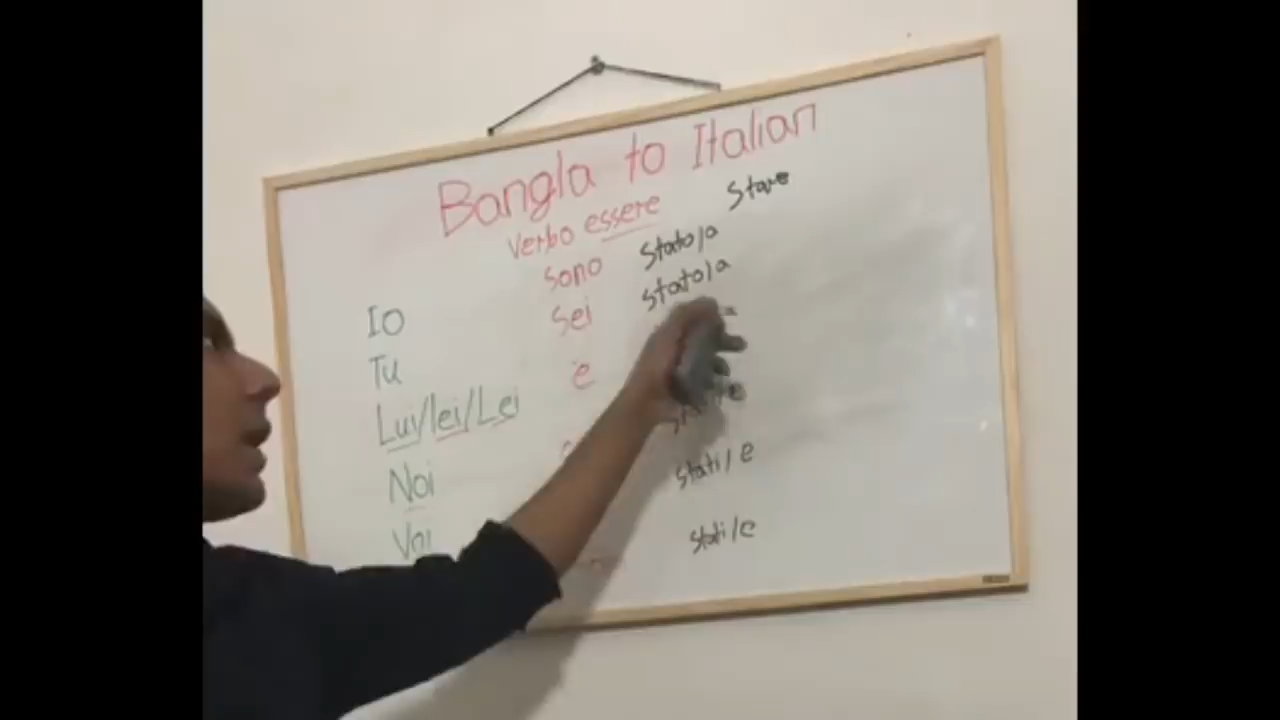 Bangla to Italian
Verbo essere Stare
Io sono stato/a
Tu sei stato/a
Lui/lei/Lei è
Noi
Voi stati/e
stati/e